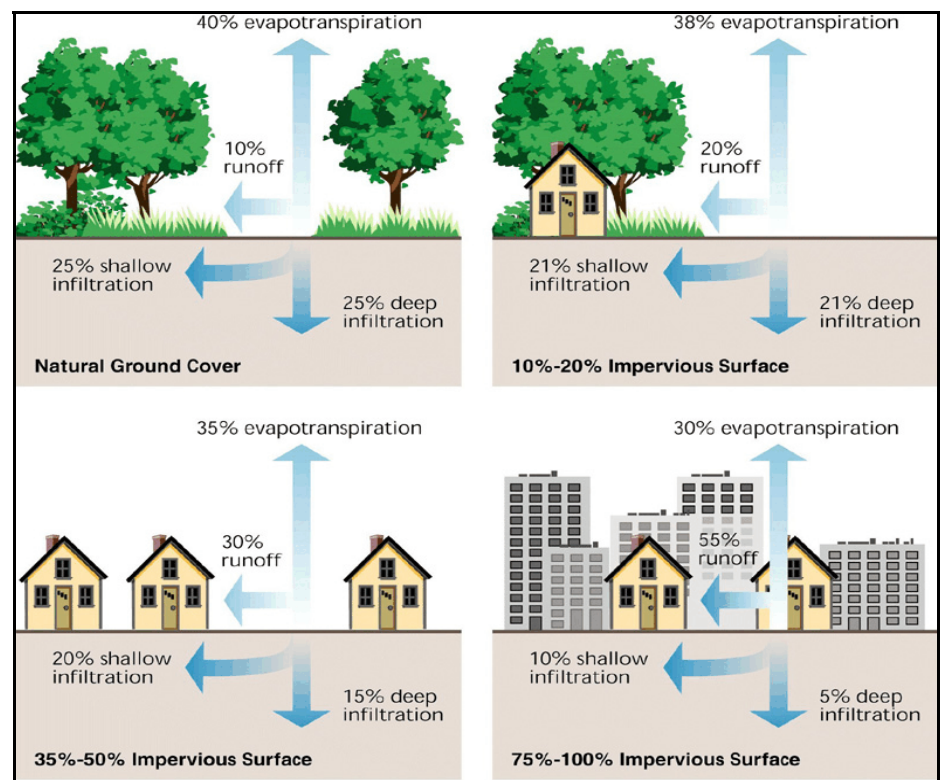 40% evapotranspiration
10%
runoff
25% shallow
infiltration
25% deep
infiltration
Natural Ground Cover
38% evapotranspiration
20%
runoff
21% shallow
infiltration
21% deep
infiltration
10%-20% Impervious Surface
35% evapotranspiration
30%
runoff
20% shallow
infiltration
15% deep
infiltration
35%-50% Impervious Surface
30% evapotranspiration
55%
runoff
10% shallow
infiltration
5% deep
infiltration
75%-100% Impervious Surface